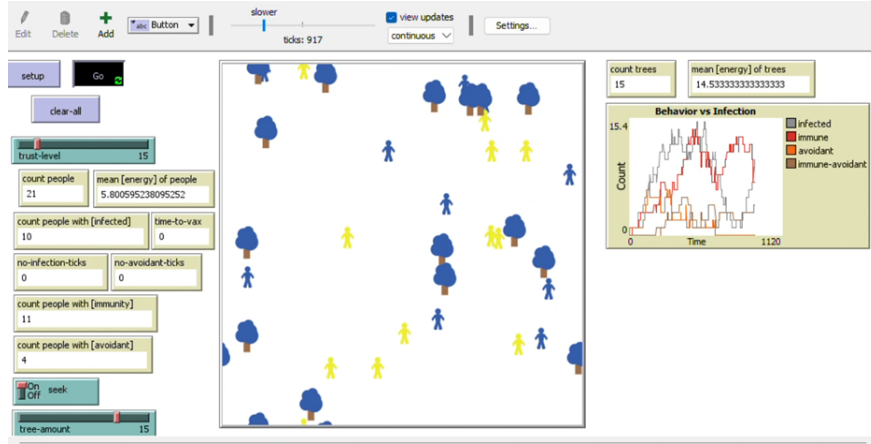 Edit
Delete
Add
abc Button
slower
ticks: 917
view updates
continuous
Settings...
setup
Go
clear-all
trust-level 15
count people
21
mean [energy] of people
5.800595238095252
count people with [infected]
10
time-to-vax
0
no-infection-ticks
0
no-avoidant-ticks
0
count people with [immunity]
11
count people with [avoidant]
4
On
Off
seek
tree-amount 15
count trees
15
mean [energy] of trees
14.533333333333333
Behavior vs Infection
15.4
Count
0
0
Time
1120
infected
immune
avoidant
immune-avoidant